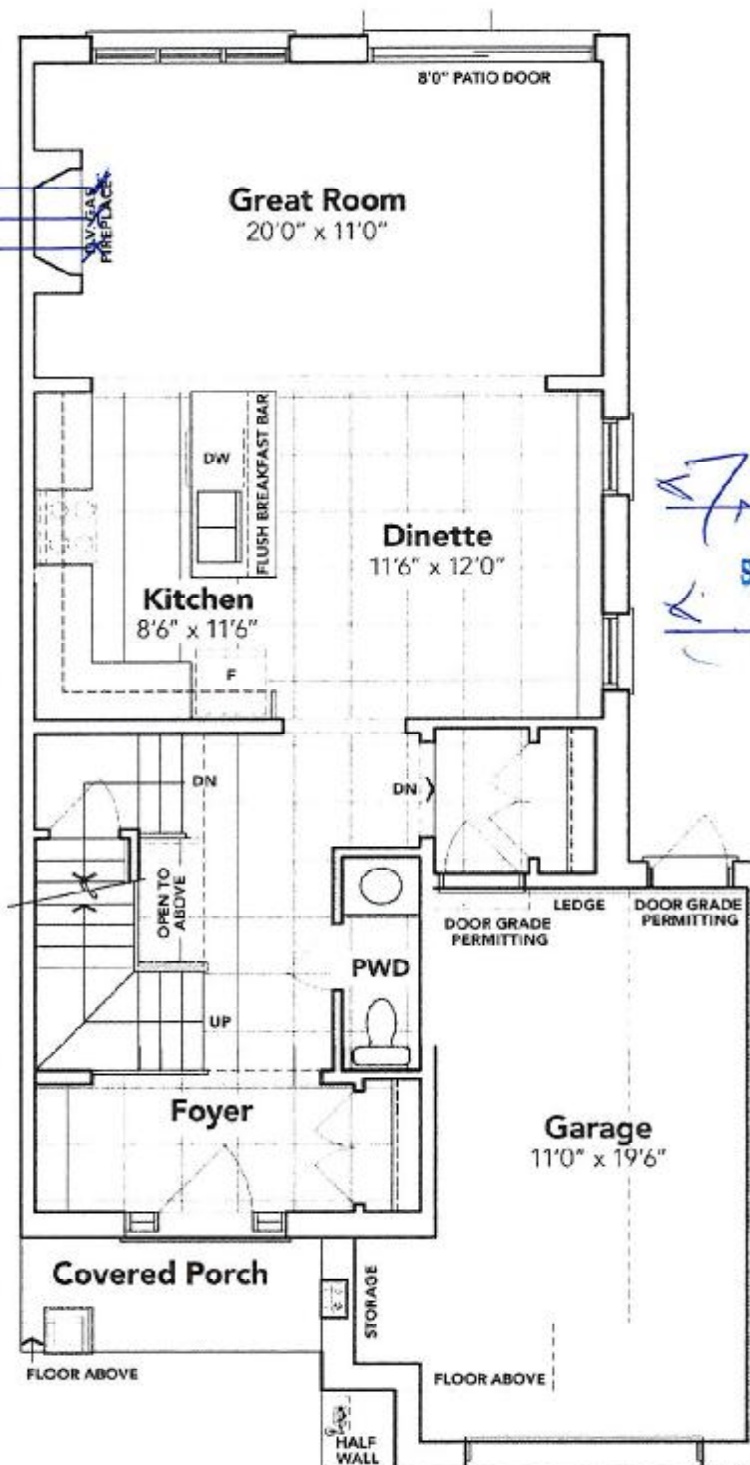 8'0" PATIO DOOR
Great Room
20'0" x 11'0"
D.V. GAS
FIREPLACE
DW
FLUSH BREAKFAST BAR
Dinette
11'6" x 12'0"
Kitchen
8'6" x 11'6"
F
DN
DN
OPEN TO
ABOVE
LEDGE
DOOR GRADE
PERMITTING
DOOR GRADE
PERMITTING
PWD
UP
Foyer
Garage
11'0" x 19'6"
Covered Porch
STORAGE
FLOOR ABOVE
FLOOR ABOVE
HALF
WALL